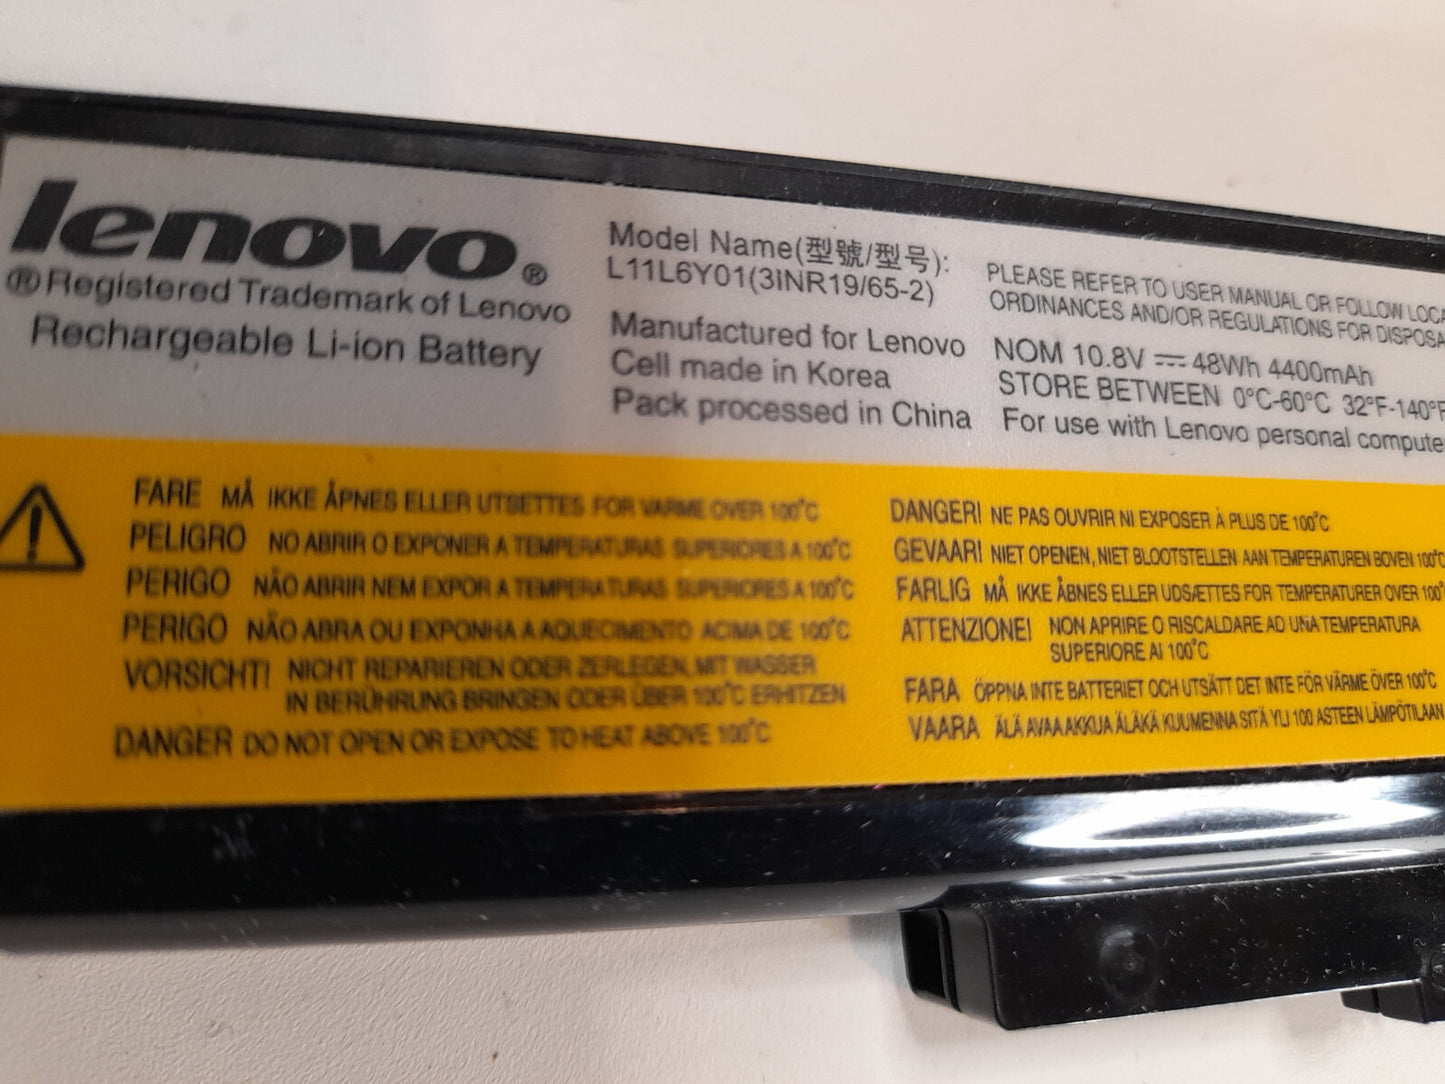 lenovo®
® Registered Trademark of Lenovo
Rechargeable Li-ion Battery
Model Name(型號/型号):
L11L6Y01(3INR19/65-2)
Manufactured for Lenovo
Cell made in Korea
Pack processed in China
PLEASE REFER TO USER MANUAL OR FOLLOW LOCA
ORDINANCES AND/OR REGULATIONS FOR DISPOSA
NOM 10.8V ⎓ 48Wh 4400mAh
STORE BETWEEN 0°C-60°C 32°F-140°F
For use with Lenovo personal compute
FARE MÅ IKKE ÅPNES ELLER UTSETTES FOR VARME OVER 100°C
PELIGRO NO ABRIR O EXPONER A TEMPERATURAS SUPERIORES A 100°C
PERIGO NÃO ABRIR NEM EXPOR A TEMPERATURAS SUPERIORES A 100°C
PERIGO NÃO ABRA OU EXPONHA A AQUECIMENTO ACIMA DE 100°C
VORSICHT! NICHT REPARIEREN ODER ZERLEGEN, MIT WASSER
IN BERÜHRUNG BRINGEN ODER ÜBER 100°C ERHITZEN
DANGER DO NOT OPEN OR EXPOSE TO HEAT ABOVE 100°C
DANGER! NE PAS OUVRIR NI EXPOSER À PLUS DE 100°C
GEVAAR! NIET OPENEN, NIET BLOOTSTELLEN AAN TEMPERATUREN BOVEN 100°C
FARLIG MÅ IKKE ÅBNES ELLER UDSÆTTES FOR TEMPERATURER OVER 100°
ATTENZIONE! NON APRIRE O RISCALDARE AD UNA TEMPERATURA
SUPERIORE AI 100°C
FARA ÖPPNA INTE BATTERIET OCH UTSÄTT DET INTE FÖR VÄRME ÖVER 100°C
VAARA ÄLÄ AVAA AKKUA ÄLÄKÄ KUUMENNA SITÄ YLI 100 ASTEEN LÄMPÖTILAAN